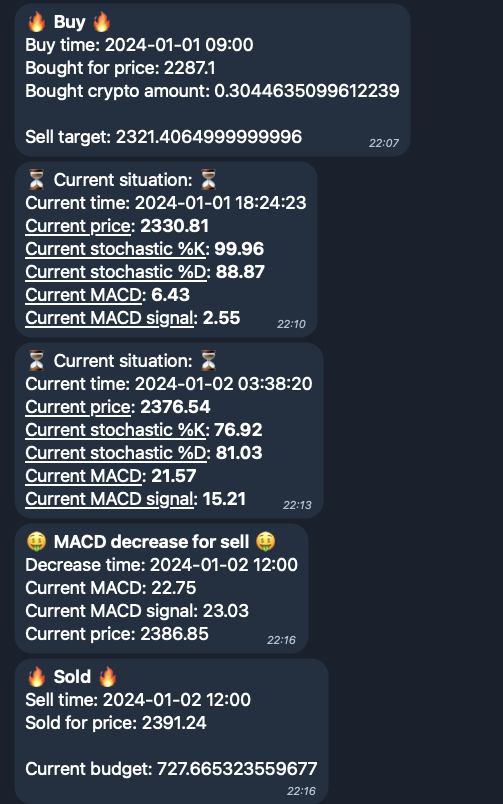 🔥 Buy 🔥
Buy time: 2024-01-01 09:00
Bought for price: 2287.1
Bought crypto amount: 0.3044635099612239
Sell target: 2321.4064999999996
22:07
⏳ Current situation: ⏳
Current time: 2024-01-01 18:24:23
Current price: 2330.81
Current stochastic %K: 99.96
Current stochastic %D: 88.87
Current MACD: 6.43
Current MACD signal: 2.55
22:10
⏳ Current situation: ⏳
Current time: 2024-01-02 03:38:20
Current price: 2376.54
Current stochastic %K: 76.92
Current stochastic %D: 81.03
Current MACD: 21.57
Current MACD signal: 15.21
22:13
🤑 MACD decrease for sell 🤑
Decrease time: 2024-01-02 12:00
Current MACD: 22.75
Current MACD signal: 23.03
Current price: 2386.85
22:16
🔥 Sold 🔥
Sell time: 2024-01-02 12:00
Sold for price: 2391.24
Current budget: 727.665323559677
22:16